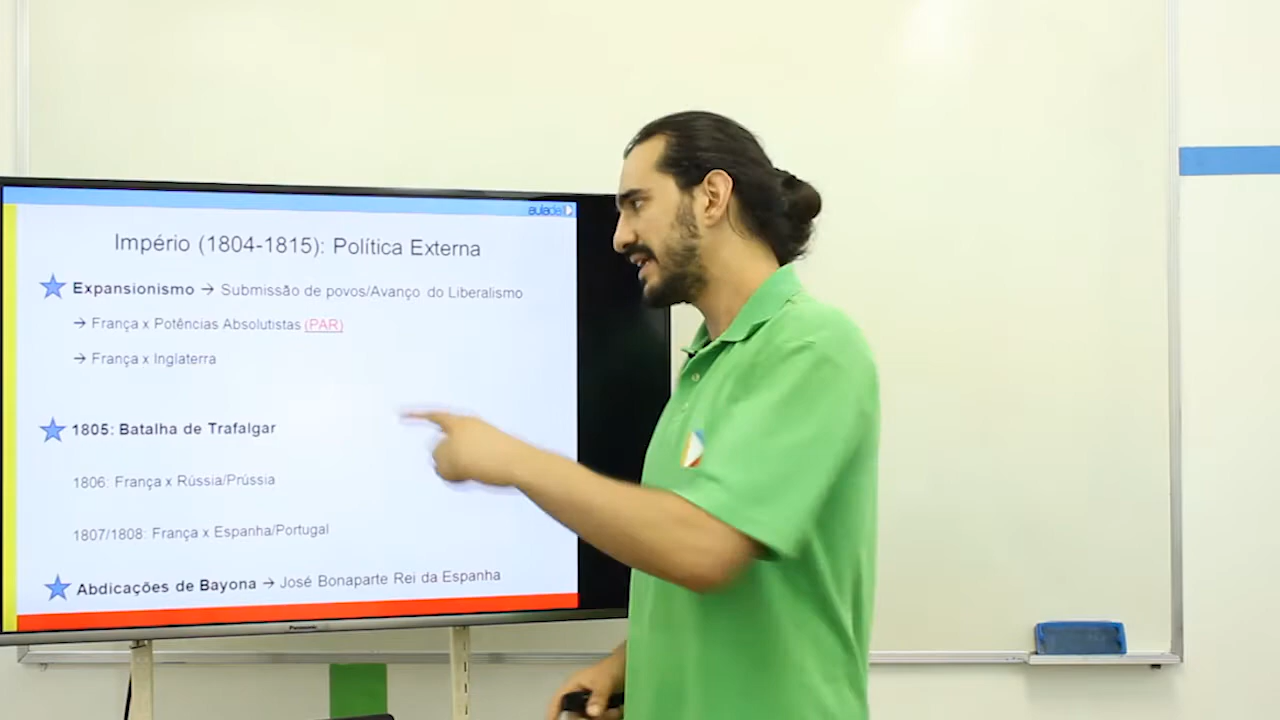 aulade
Império (1804-1815): Política Externa
Expansionismo → Submissão de povos/Avanço do Liberalismo
→ França x Potências Absolutistas (PAR)
→ França x Inglaterra
1805: Batalha de Trafalgar
1806: França x Rússia/Prússia
1807/1808: França x Espanha/Portugal
Abdicações de Bayona → José Bonaparte Rei da Espanha
Panasonic